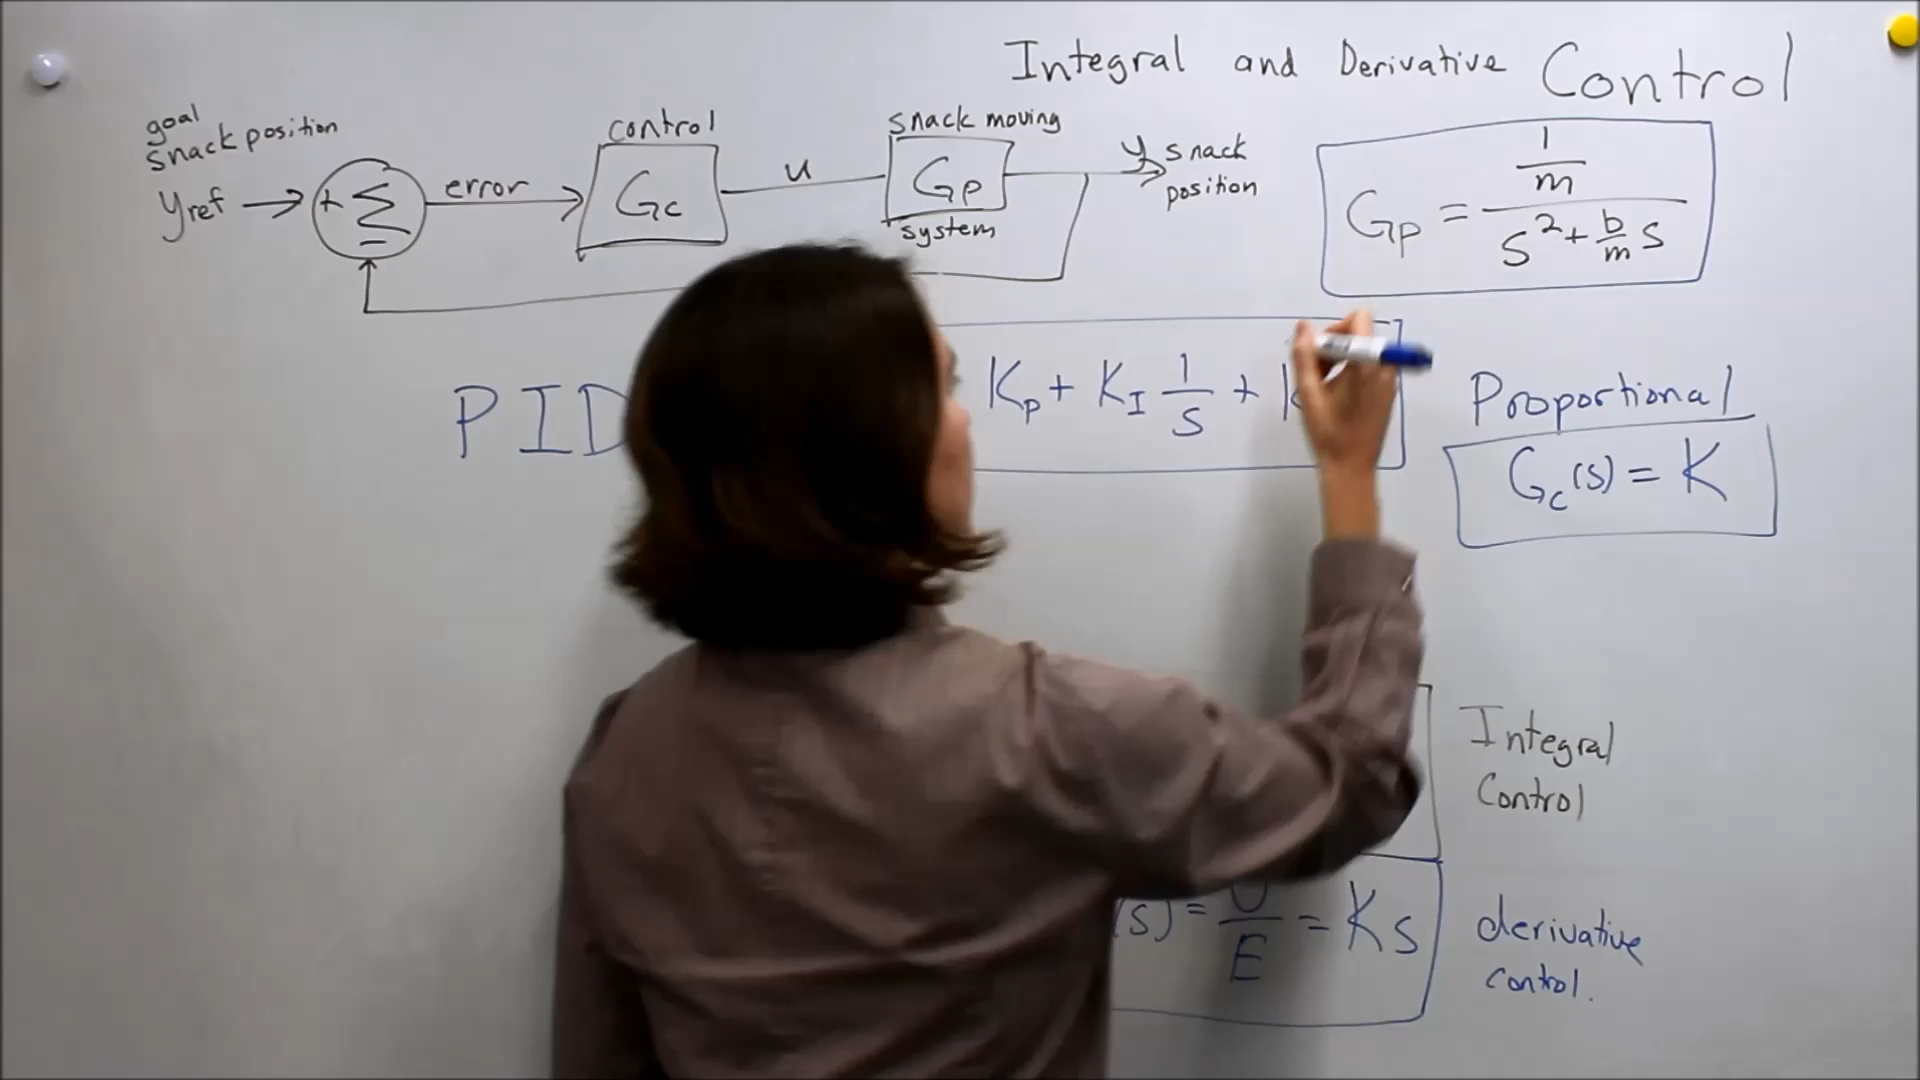 Integral and Derivative Control
goal
snack position
control
snack moving
yref
+
Σ
−
error
Gc
u
Gp
system
y snack
position
Gp = 1/m / s² + b/m s
PID
Kp + KI 1/s + K
Proportional
Gc(s) = K
Integral
Control
(s) = U/E = Ks
derivative
control.